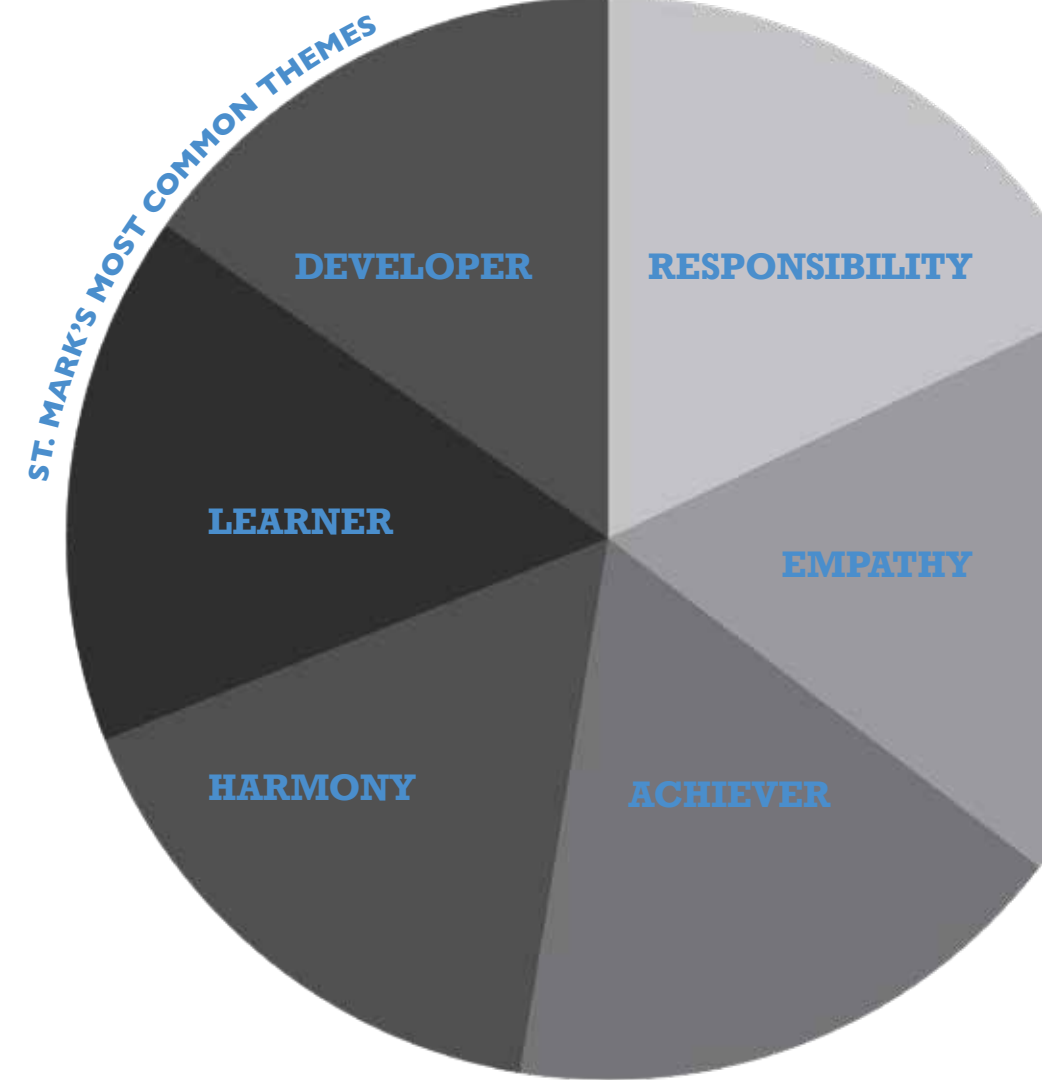 ST. MARK’S MOST COMMON THEMES
DEVELOPER
RESPONSIBILITY
LEARNER
EMPATHY
HARMONY
ACHIEVER